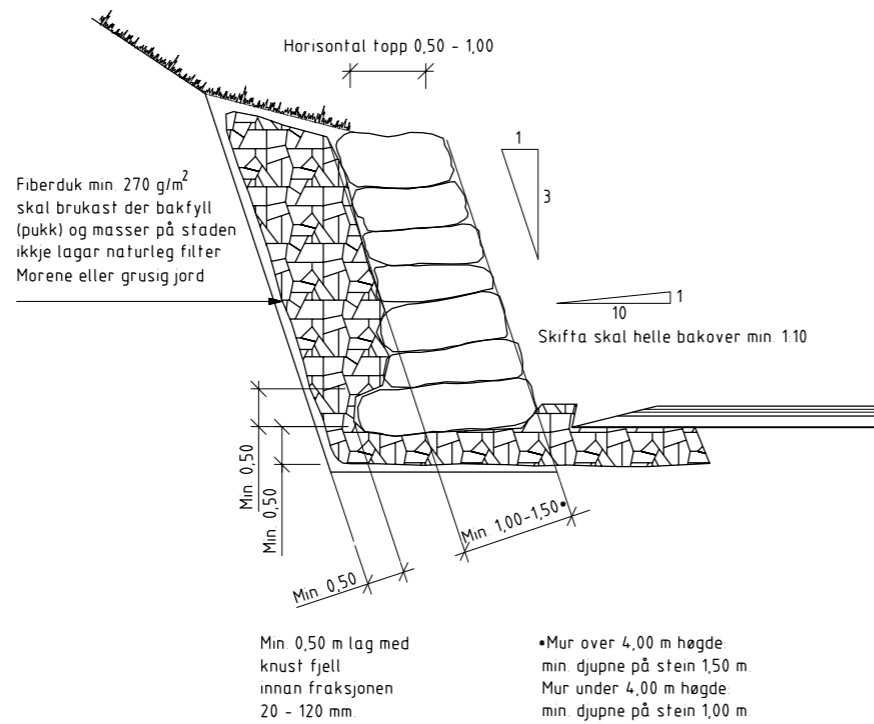 Horisontal topp 0,50 - 1,00
1
3
Fiberduk min. 270 g/m²
skal brukast der bakfyll
(pukk) og masser på staden
ikkje lagar naturleg filter
Morene eller grusig jord
1
10
Skifta skal helle bakover min. 1:10
Min. 0,50
Min. 0,50
Min. 0,50
Min. 1,00-1,50•
Min. 0,50 m lag med
knust fjell
innan fraksjonen
20 - 120 mm.
•Mur over 4,00 m høgde:
min. djupne på stein 1,50 m.
Mur under 4,00 m høgde:
min. djupne på stein 1,00 m.